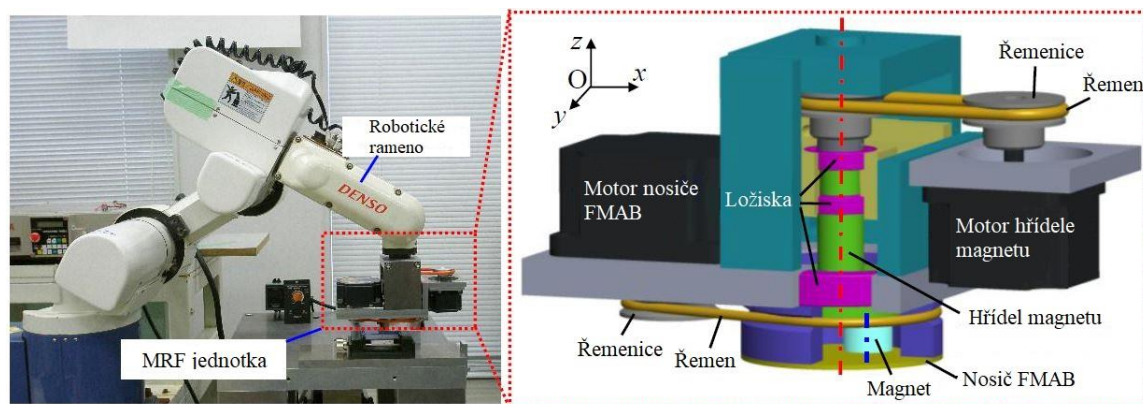 Robotické
rameno
DENSO
MRF jednotka
z
O
x
y
Řemenice
Řemen
Motor nosiče
FMAB
Ložiska
Motor hřídele
magnetu
Hřídel magnetu
Řemenice
Řemen
Magnet
Nosič FMAB